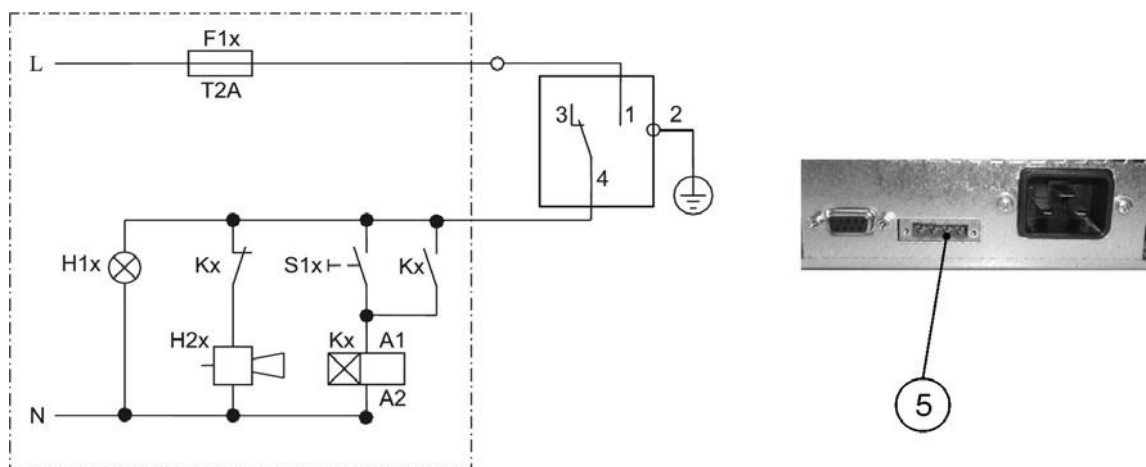 F1x
L
T2A
3 1 2
4
H1x Kx S1x Kx
H2x Kx A1
A2
N
5